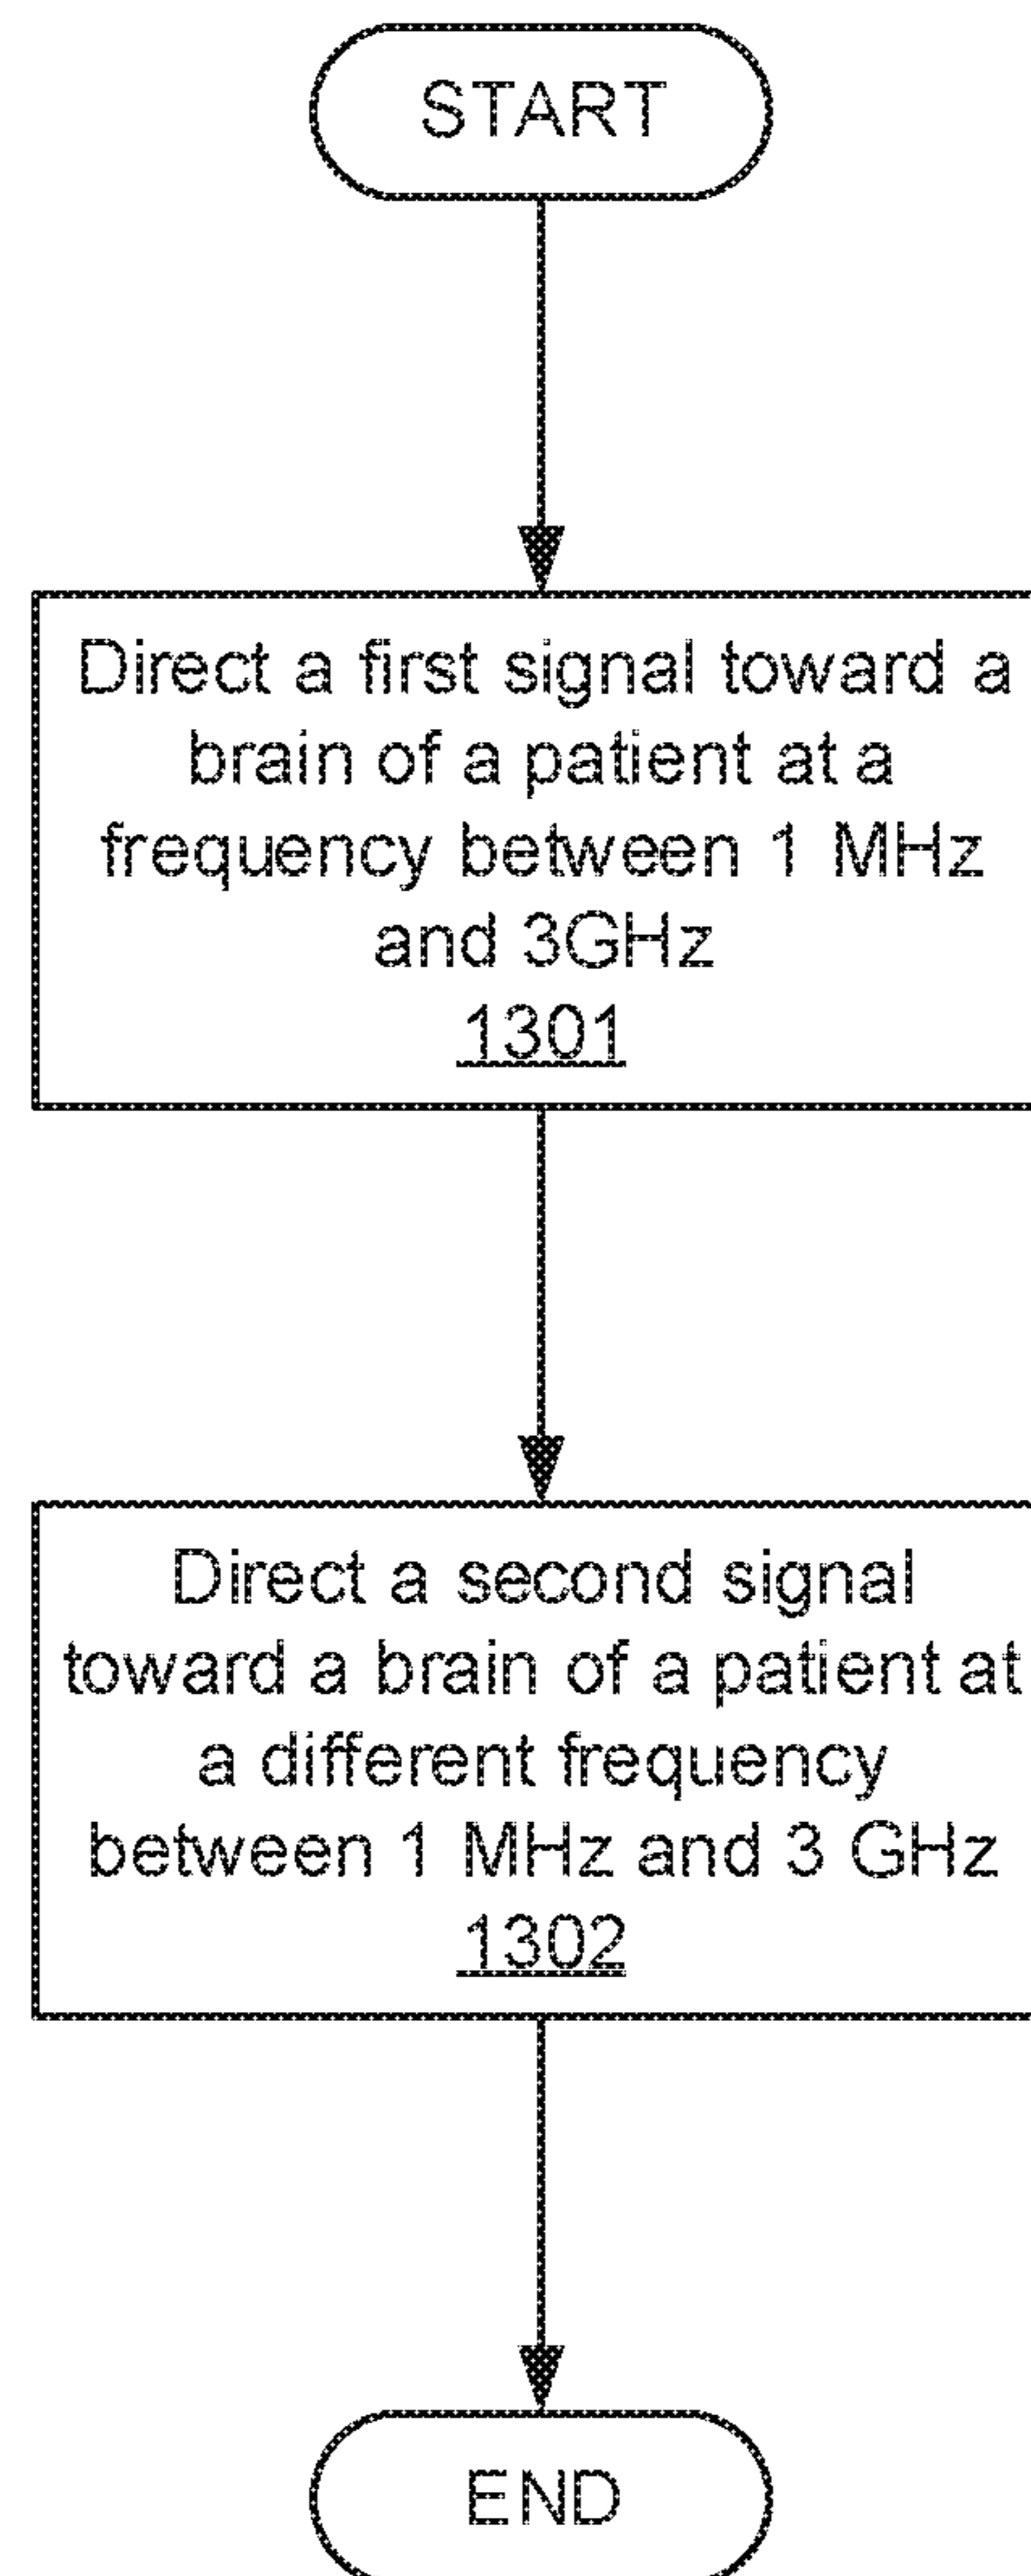 START
Direct a first signal toward a
brain of a patient at a
frequency between 1 MHz
and 3GHz
1301
Direct a second signal
toward a brain of a patient at
a different frequency
between 1 MHz and 3 GHz
1302
END